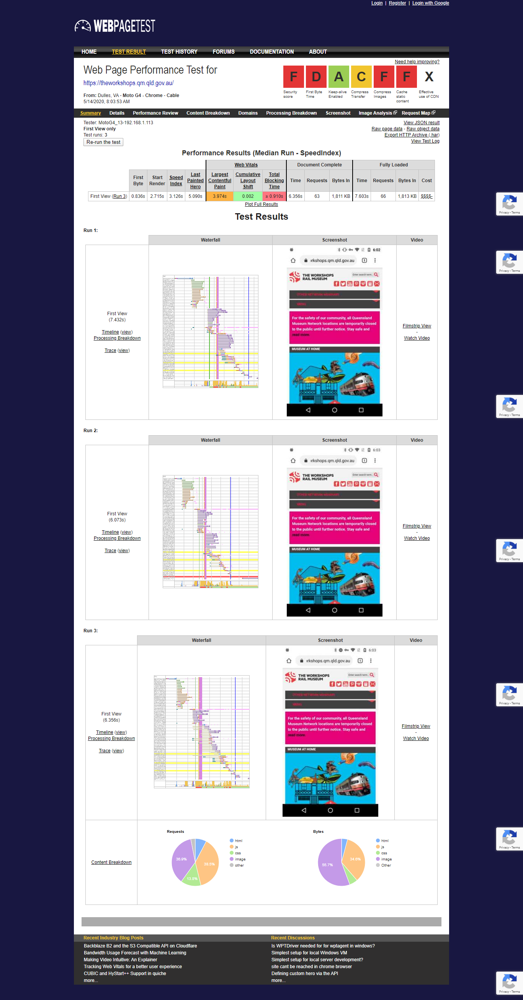 Login | Register | Login with Google
WEBPAGETEST
HOME TEST RESULT TEST HISTORY FORUMS DOCUMENTATION ABOUT
Need help improving?
Web Page Performance Test for
https://theworkshops.qm.qld.gov.au/
From: Dulles, VA - Moto G4 - Chrome - Cable
5/14/2020, 8:03:53 AM
F D A C F F X
Security score
First Byte Time
Keep-alive Enabled
Compress Transfer
Compress Images
Cache static content
Effective use of CDN
Summary Details Performance Review Content Breakdown Domains Processing Breakdown Screenshot Image Analysis Request Map
Tester: MotoG4_13-192.168.1.113
First View only
Test runs: 3
Re-run the test
View JSON result
Raw page data - Raw object data
Export HTTP Archive (.har)
View Test Log
Performance Results (Median Run - SpeedIndex)
Web Vitals Document Complete Fully Loaded
First Byte Start Render Speed Index Last Painted Hero Largest Contentful Paint Cumulative Layout Shift Total Blocking Time Time Requests Bytes In Time Requests Bytes In Cost
First View (Run 3) 0.836s 2.715s 3.126s 5.090s 3.974s 0.002 ≥ 0.910s 6.356s 63 1,811 KB 7.603s 66 1,813 KB $$$$-
Plot Full Results
Test Results
Run 1:
Waterfall Screenshot Video
First View
(7.432s)
Timeline (view)
Processing Breakdown
Trace (view)
6:02
orkshops.qm.qld.gov.au 1
THE WORKSHOPS
RAIL MUSEUM
Enter search term...
OTHER NETWORK MUSEUMS
MENU
For the safety of our community, all Queensland
Museum Network locations are temporarily closed
to the public until further notice. Stay safe and
read more.
MUSEUM AT HOME
Filmstrip View
-
Watch Video
Run 2:
Waterfall Screenshot Video
First View
(6.073s)
Timeline (view)
Processing Breakdown
Trace (view)
6:03
orkshops.qm.qld.gov.au 1
THE WORKSHOPS
RAIL MUSEUM
Enter search term...
OTHER NETWORK MUSEUMS
MENU
For the safety of our community, all Queensland
Museum Network locations are temporarily closed
to the public until further notice. Stay safe and
read more.
MUSEUM AT HOME
Filmstrip View
-
Watch Video
Run 3:
Waterfall Screenshot Video
First View
(6.356s)
Timeline (view)
Processing Breakdown
Trace (view)
6:03
orkshops.qm.qld.gov.au 1
THE WORKSHOPS
RAIL MUSEUM
Enter search term...
OTHER NETWORK MUSEUMS
MENU
For the safety of our community, all Queensland
Museum Network locations are temporarily closed
to the public until further notice. Stay safe and
read more.
MUSEUM AT HOME
Filmstrip View
-
Watch Video
Content Breakdown
Requests
36.9%
38.5%
13.8%
html
js
css
image
other
Bytes
55.7%
34.6%
html
js
css
image
Other
Recent Industry Blog Posts
Backblaze B2 and the S3 Compatible API on Cloudflare
Bandwidth Usage Forecast with Machine Learning
Making Video Intuitive: An Explainer
Tracking Web Vitals for a better user experience
CUBIC and HyStart++ Support in quiche
more...
Recent Discussions
Is WPTDriver needed for for wptagent in windows?
Simplest setup for local Windows VM
Simplest setup for local server development?
site cant be reached in chrome browser
Defining custom hero via the API
more...
Privacy - Terms
Privacy - Terms
Privacy - Terms
Privacy - Terms
Privacy - Terms
Privacy - Terms
Privacy - Terms